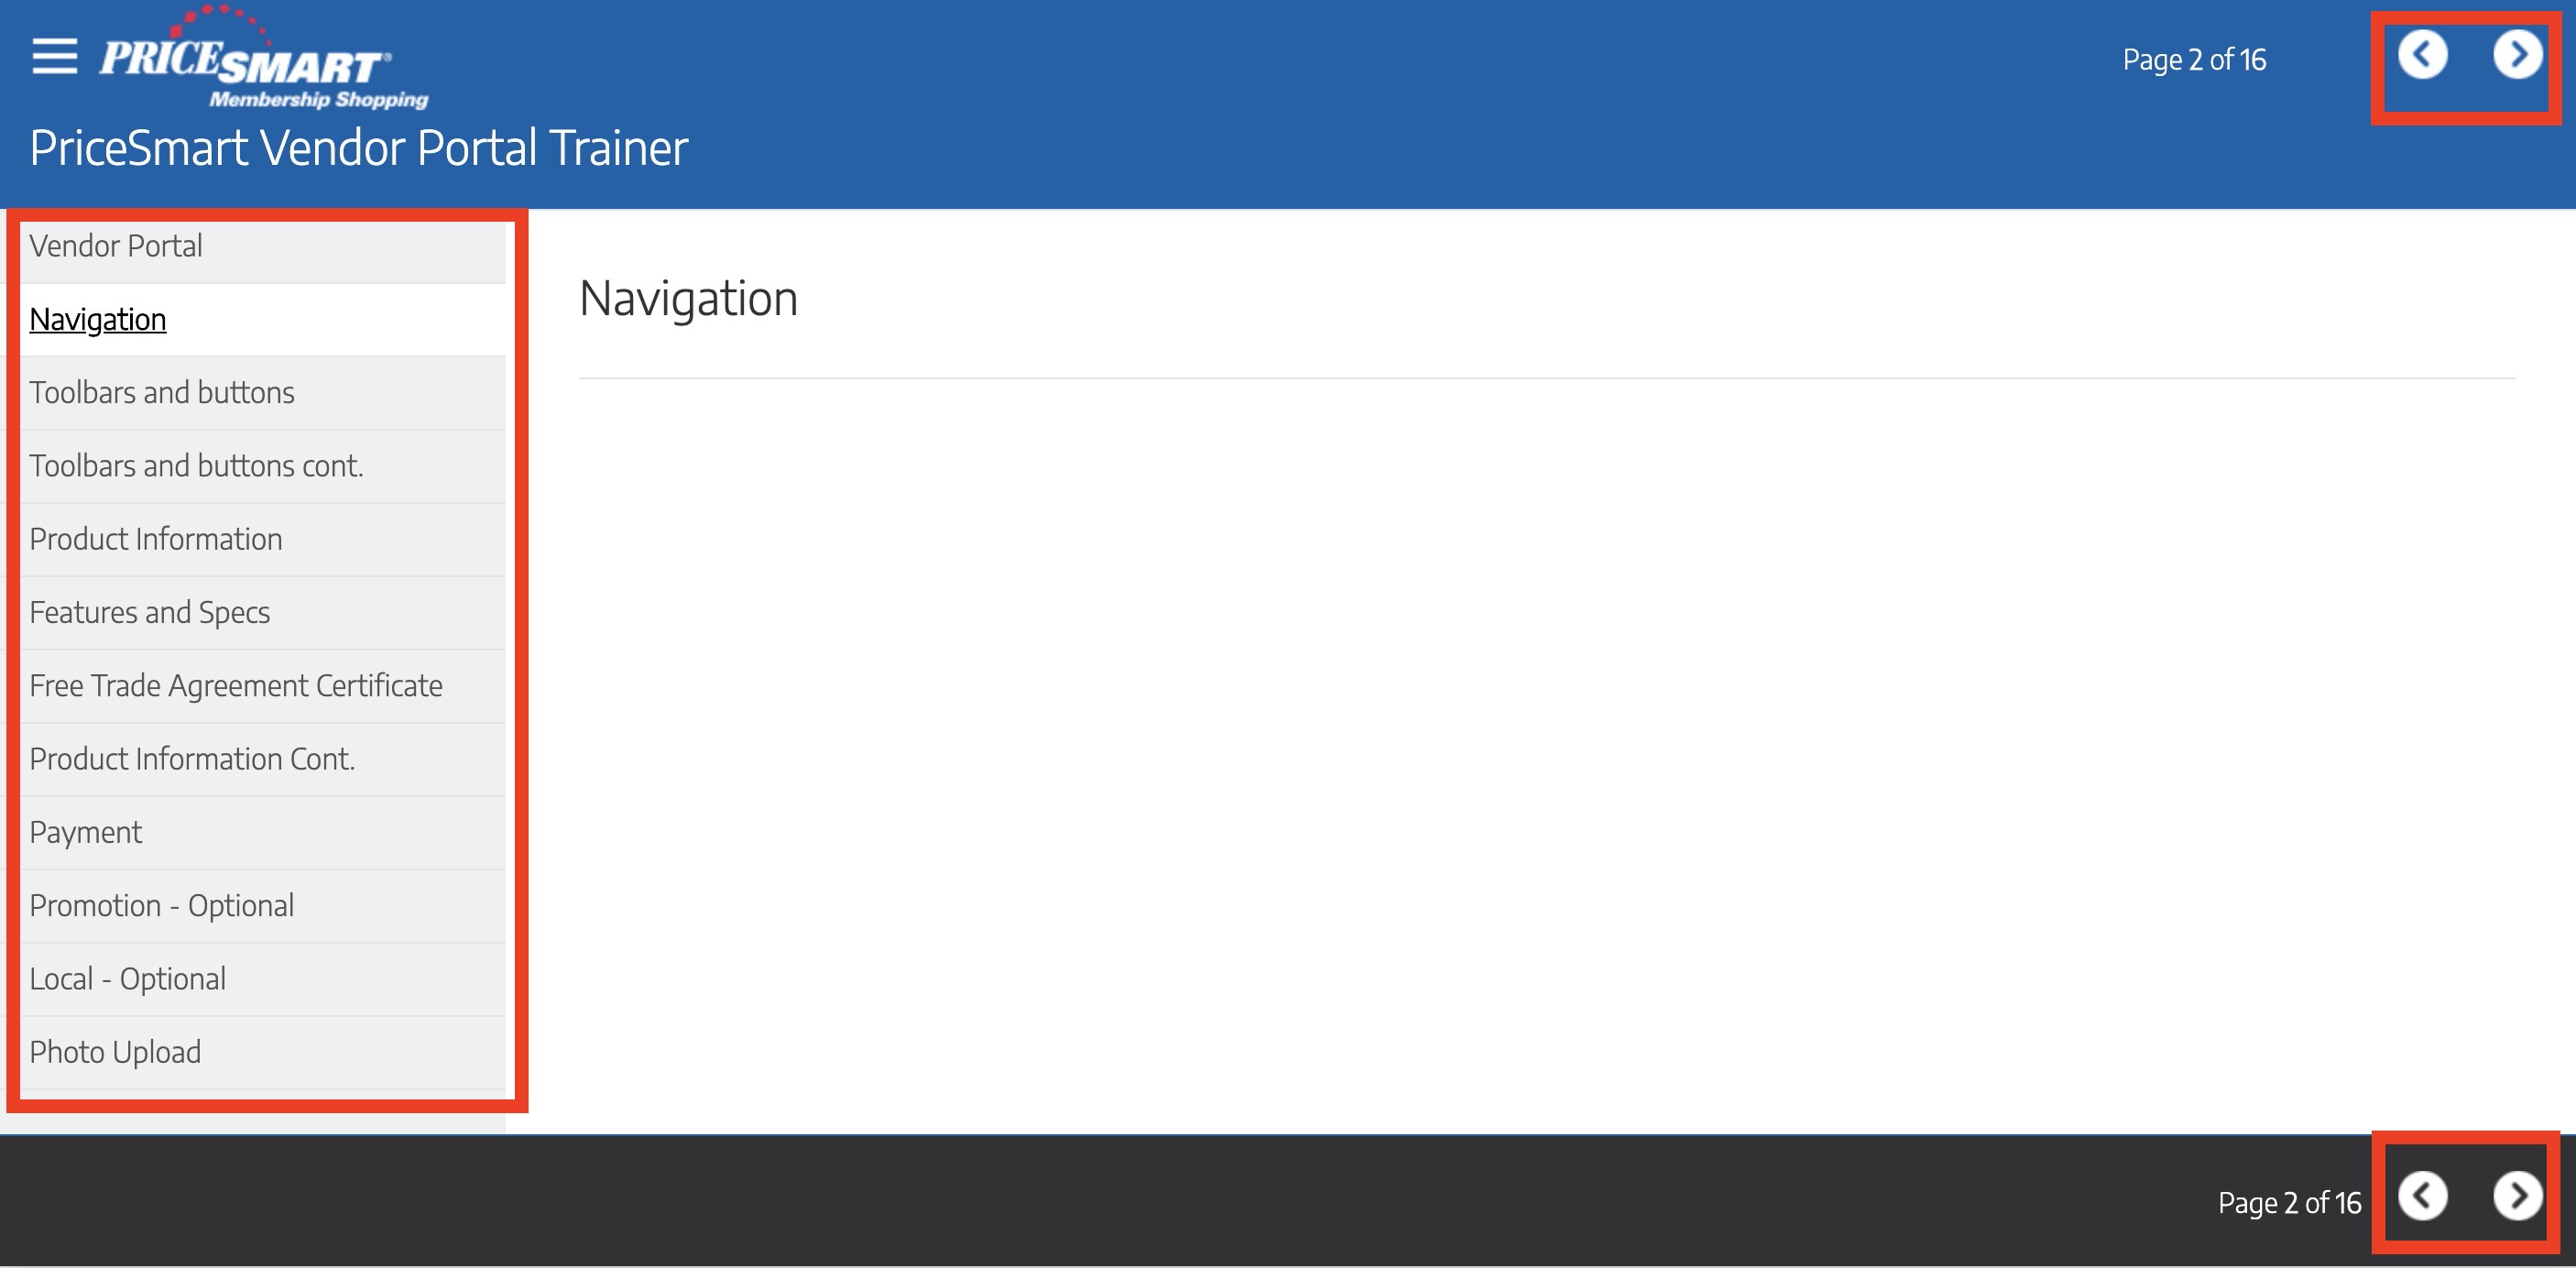 PRICESMART®
Membership Shopping
Page 2 of 16
PriceSmart Vendor Portal Trainer
Vendor Portal
Navigation
Toolbars and buttons
Toolbars and buttons cont.
Product Information
Features and Specs
Free Trade Agreement Certificate
Product Information Cont.
Payment
Promotion - Optional
Local - Optional
Photo Upload
Navigation
Page 2 of 16